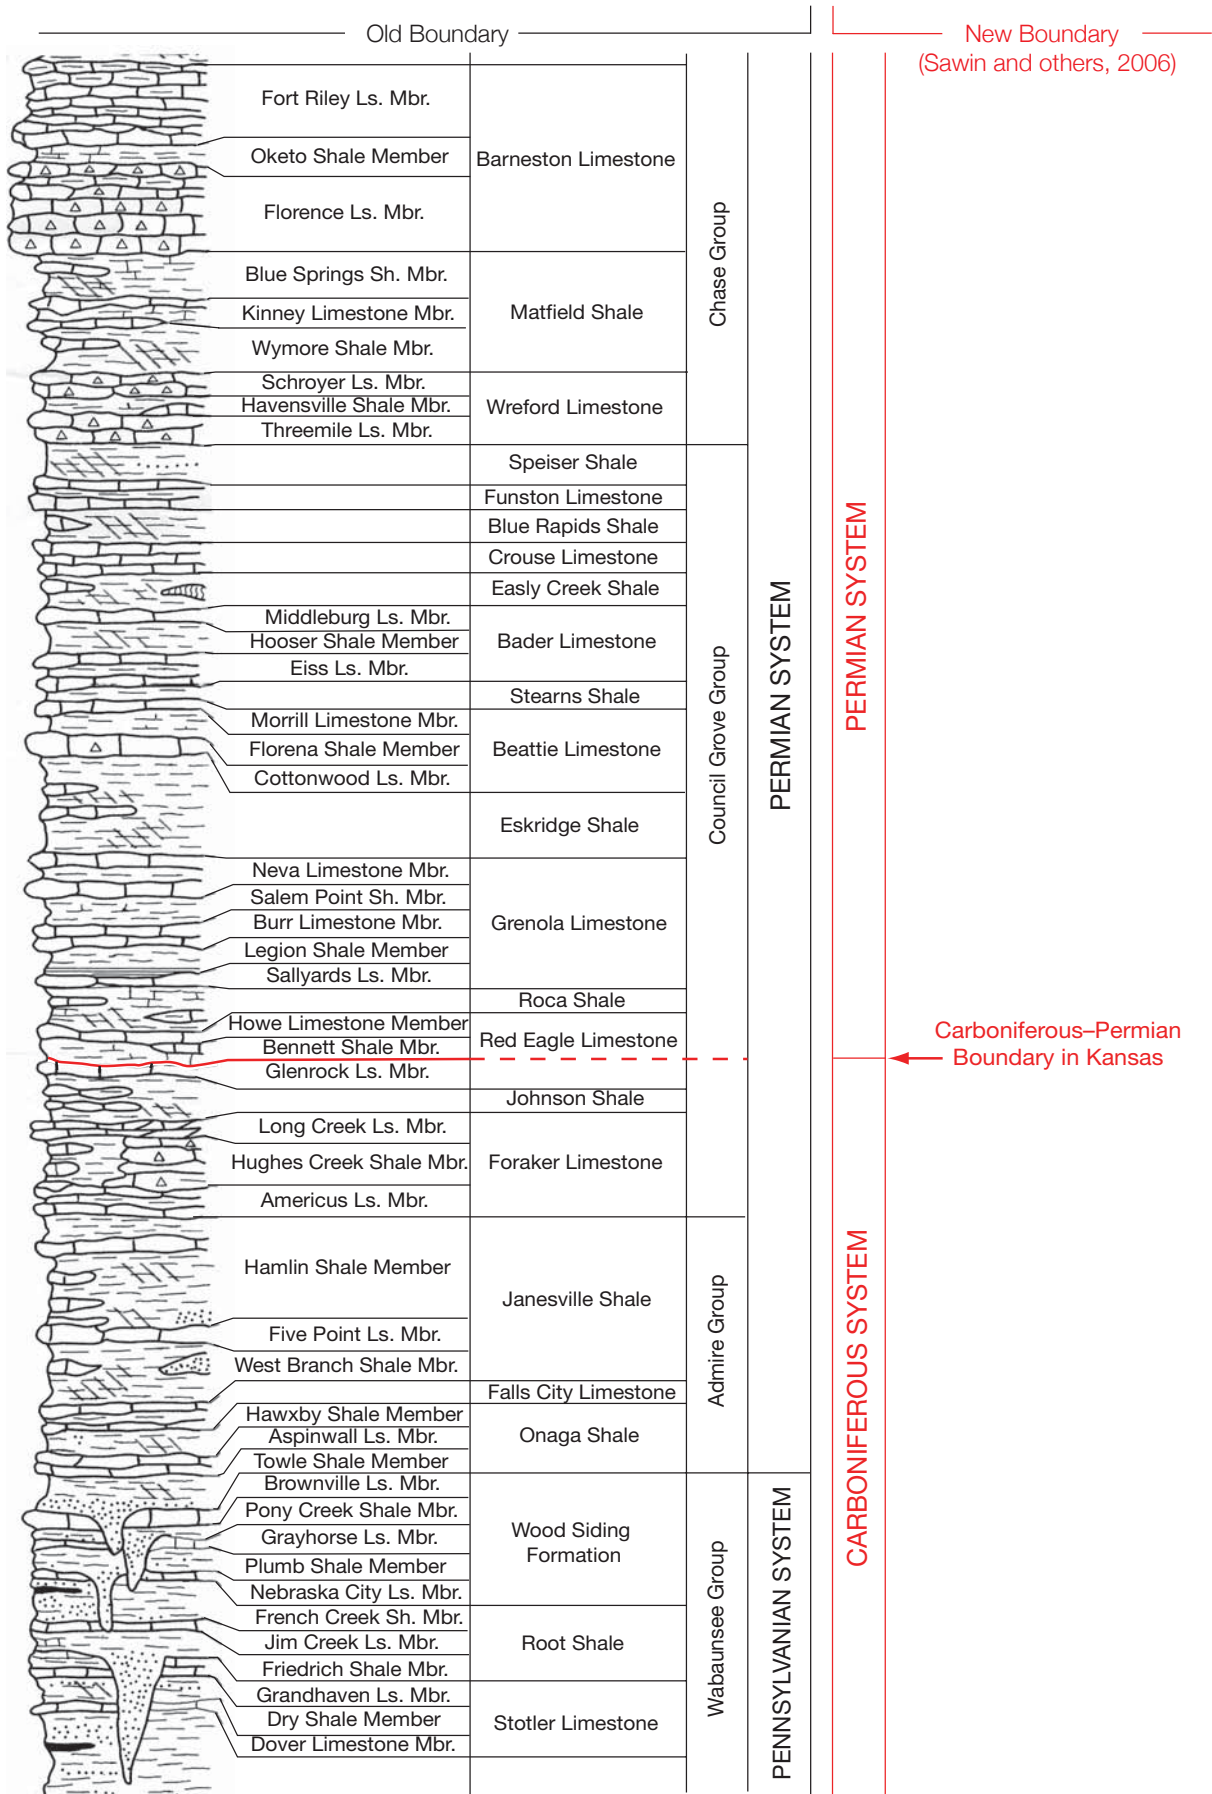 Old Boundary
New Boundary
(Sawin and others, 2006)
Fort Riley Ls. Mbr.
Oketo Shale Member
Barneston Limestone
Florence Ls. Mbr.
Chase Group
Blue Springs Sh. Mbr.
Kinney Limestone Mbr.
Matfield Shale
Wymore Shale Mbr.
Schroyer Ls. Mbr.
Havensville Shale Mbr.
Wreford Limestone
Threemile Ls. Mbr.
Speiser Shale
Funston Limestone
Blue Rapids Shale
Crouse Limestone
Easly Creek Shale
PERMIAN SYSTEM
PERMIAN SYSTEM
Middleburg Ls. Mbr.
Hooser Shale Member
Bader Limestone
Eiss Ls. Mbr.
Council Grove Group
Stearns Shale
Morrill Limestone Mbr.
Florena Shale Member
Beattie Limestone
Cottonwood Ls. Mbr.
Eskridge Shale
Neva Limestone Mbr.
Salem Point Sh. Mbr.
Burr Limestone Mbr.
Grenola Limestone
Legion Shale Member
Sallyards Ls. Mbr.
Roca Shale
Howe Limestone Member
Red Eagle Limestone
Bennett Shale Mbr.
Carboniferous–Permian
Boundary in Kansas
Glenrock Ls. Mbr.
Johnson Shale
Long Creek Ls. Mbr.
Hughes Creek Shale Mbr.
Foraker Limestone
Americus Ls. Mbr.
Hamlin Shale Member
Janesville Shale
Admire Group
CARBONIFEROUS SYSTEM
Five Point Ls. Mbr.
West Branch Shale Mbr.
Falls City Limestone
Hawxby Shale Member
Aspinwall Ls. Mbr.
Onaga Shale
Towle Shale Member
Brownville Ls. Mbr.
Pony Creek Shale Mbr.
Grayhorse Ls. Mbr.
Wood Siding
Formation
Plumb Shale Member
Nebraska City Ls. Mbr.
Wabaunsee Group
PENNSYLVANIAN SYSTEM
French Creek Sh. Mbr.
Jim Creek Ls. Mbr.
Root Shale
Friedrich Shale Mbr.
Grandhaven Ls. Mbr.
Dry Shale Member
Stotler Limestone
Dover Limestone Mbr.